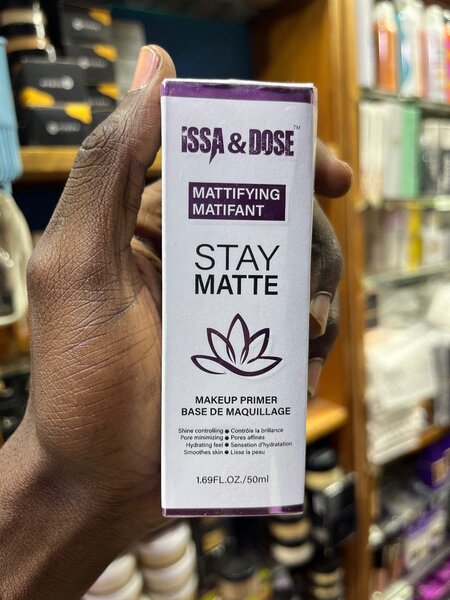 ISSA & DOSE™
MATTIFYING
MATIFANT
STAY
MATTE
MAKEUP PRIMER
BASE DE MAQUILLAGE
Shine controlling ● Contrôle la brillance
Pore minimizing ● Pores affinés
Hydrating feel ● Sensation d'hydratation
Smoothes skin ● Lisse la peau
1.69FL.OZ./50ml